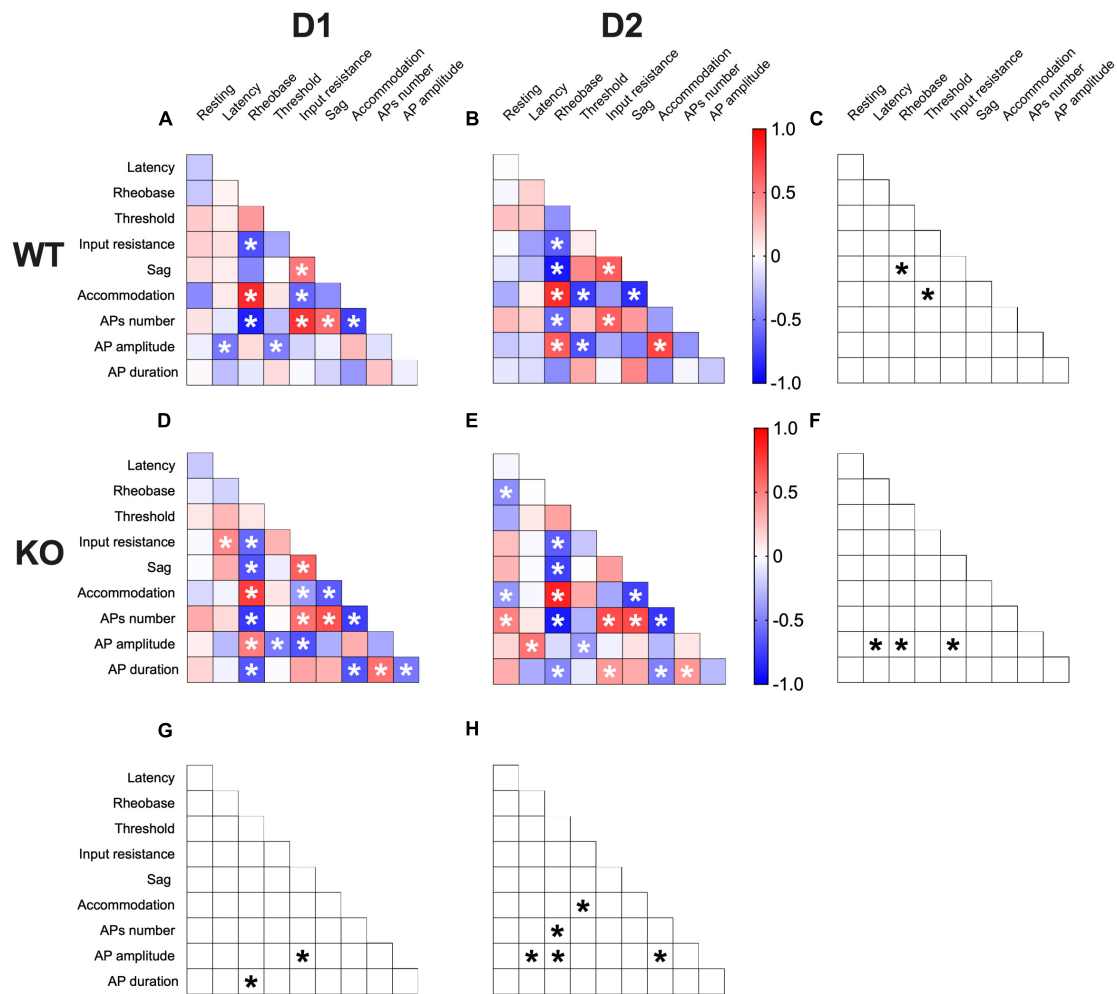 D1 D2
Resting Latency Rheobase Threshold Input resistance Sag Accommodation APs number AP amplitude
Resting Latency Rheobase Threshold Input resistance Sag Accommodation APs number AP amplitude
Resting Latency Rheobase Threshold Input resistance Sag Accommodation APs number AP amplitude
A B C
WT
Latency
Rheobase
Threshold
Input resistance
Sag
Accommodation
APs number
AP amplitude
AP duration
* *
* * * *
* * * * * * *
* * * * * * *
* * * * * *
1.0
0.5
0
-0.5
-1.0
* *
D E F
KO
Latency
Rheobase
Threshold
Input resistance
Sag
Accommodation
APs number
AP amplitude
AP duration
*
* * *
* * *
* * * * * *
* * * * * * * * *
* * * * *
* * * * * * * *
1.0
0.5
0
-0.5
-1.0
* * *
G H
Latency
Rheobase
Threshold
Input resistance
Sag
Accommodation
APs number
AP amplitude
AP duration
*
*
* * * *
*